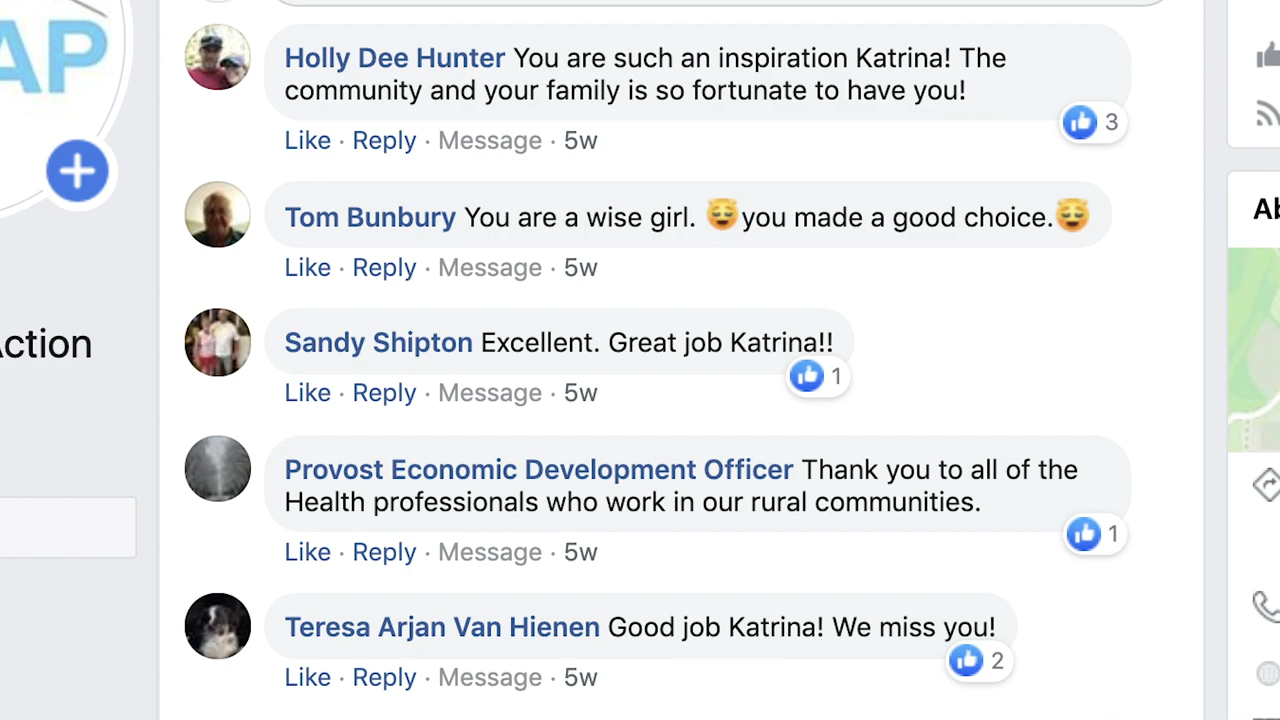 AP
Holly Dee Hunter You are such an inspiration Katrina! The
community and your family is so fortunate to have you!
3
Like · Reply · Message · 5w
Tom Bunbury You are a wise girl. 😌you made a good choice.😌
Like · Reply · Message · 5w
Sandy Shipton Excellent. Great job Katrina!!
1
Like · Reply · Message · 5w
Provost Economic Development Officer Thank you to all of the
Health professionals who work in our rural communities.
1
Like · Reply · Message · 5w
Teresa Arjan Van Hienen Good job Katrina! We miss you!
2
Like · Reply · Message · 5w
ction
Ab